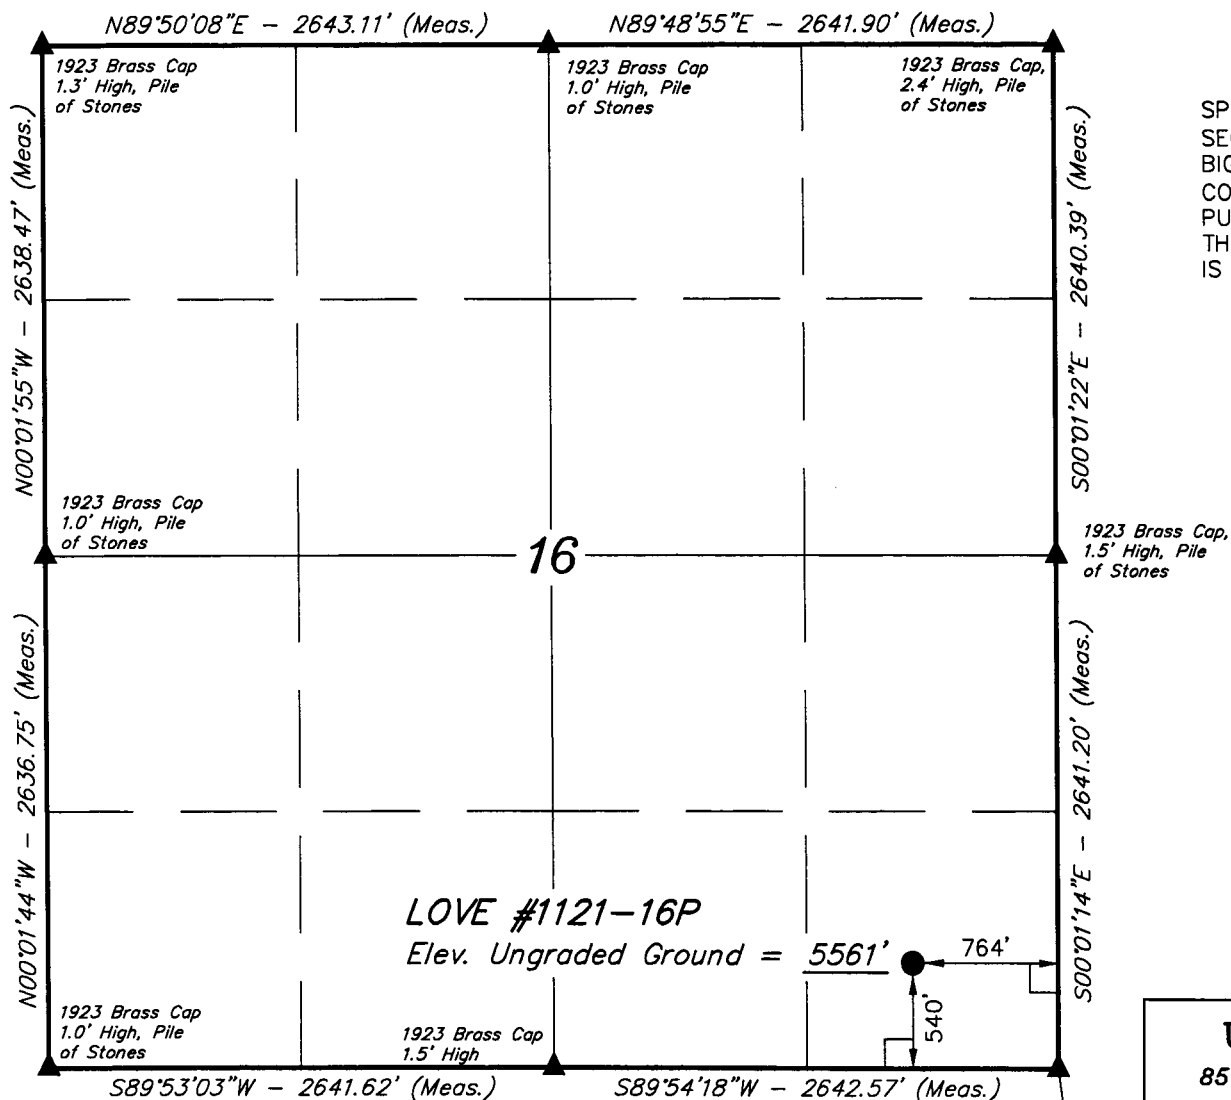 N89°50'08"E - 2643.11' (Meas.)
N89°48'55"E - 2641.90' (Meas.)
1923 Brass Cap
1.3' High, Pile
of Stones
1923 Brass Cap
1.0' High, Pile
of Stones
1923 Brass Cap,
2.4' High, Pile
of Stones
N00°01'55"W - 2638.47' (Meas.)
S00°01'22"E - 2640.39' (Meas.)
SP
SE
BIG
CO
PU
TH
IS
1923 Brass Cap
1.0' High, Pile
of Stones
16
1923 Brass Cap,
1.5' High, Pile
of Stones
N00°01'44"W - 2636.75' (Meas.)
S00°01'14"E - 2641.20' (Meas.)
LOVE #1121-16P
Elev. Ungraded Ground = 5561'
764'
540'
1923 Brass Cap
1.0' High, Pile
of Stones
1923 Brass Cap
1.5' High
S89°53'03"W - 2641.62' (Meas.)
S89°54'18"W - 2642.57' (Meas.)
85